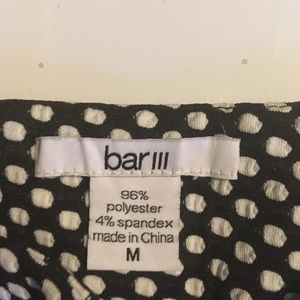 bar III
96%
polyester
4% spandex
made in China
M